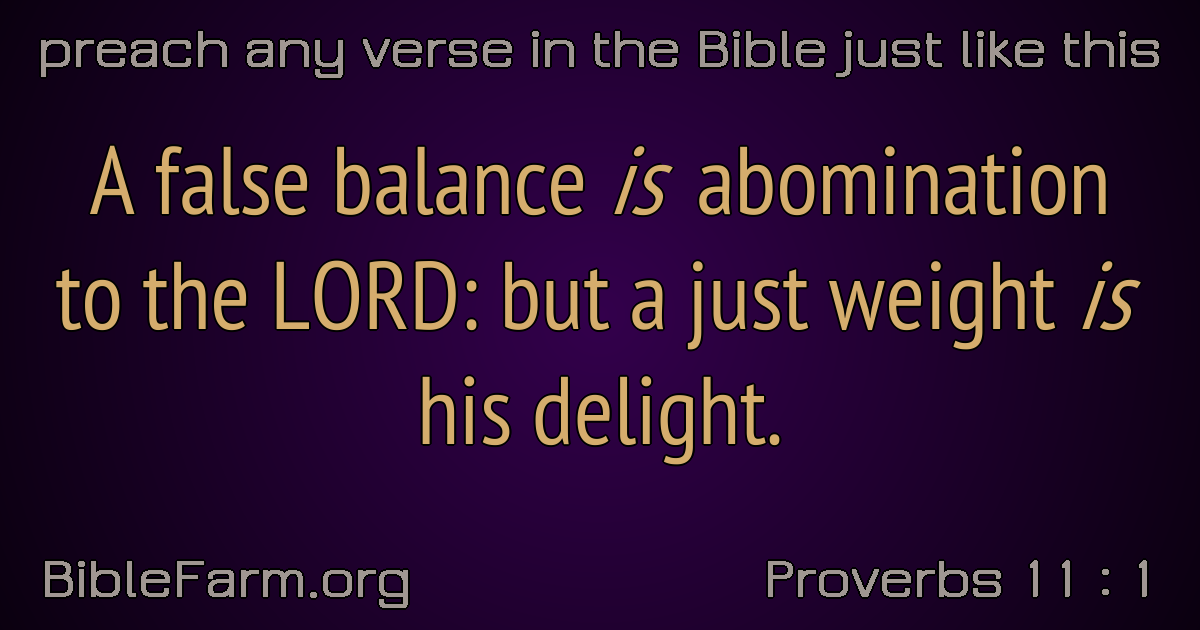 preach any verse in the Bible just like this
A false balance is abomination
to the LORD: but a just weight is
his delight.
BibleFarm.org
Proverbs 11 : 1